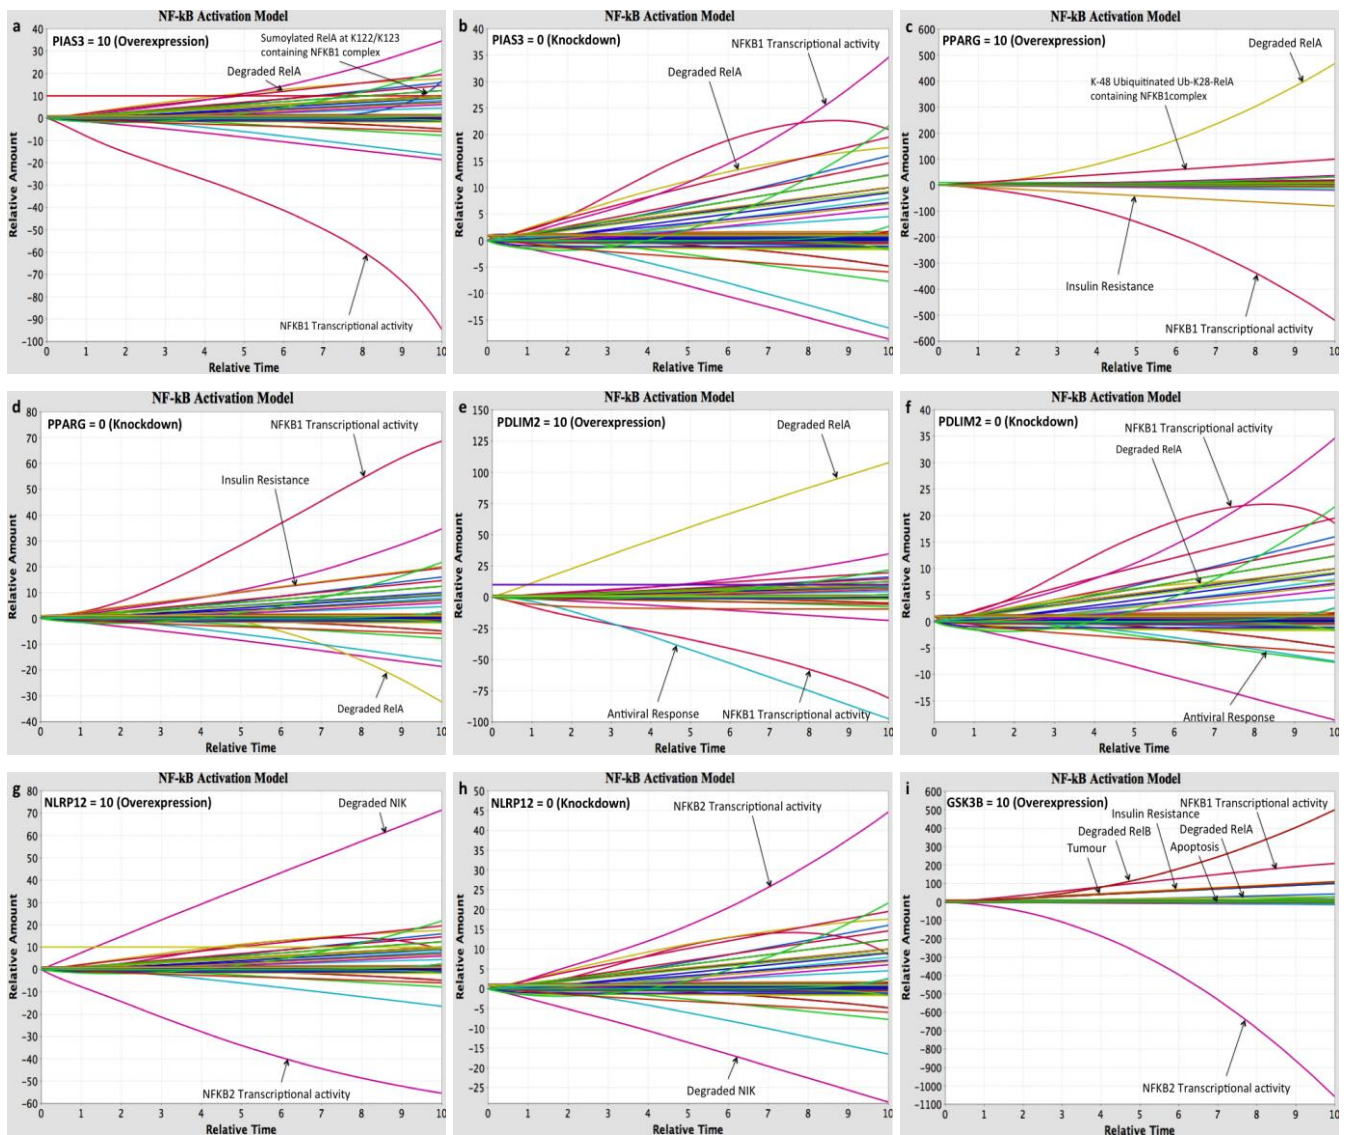 NF-kB Activation Model
a
PIAS3 = 10 (Overexpression)
Sumoylated RelA at K122/K123
containing NFKB1 complex
Degraded RelA
NFKB1 Transcriptional activity
Relative Amount
40
30
20
10
0
-10
-20
-30
-40
-50
-60
-70
-80
-90
-100
0 1 2 3 4 5 6 7 8 9 10
Relative Time
NF-kB Activation Model
b
PIAS3 = 0 (Knockdown)
NFKB1 Transcriptional activity
Degraded RelA
Relative Amount
40
35
30
25
20
15
10
5
0
-5
-10
-15
0 1 2 3 4 5 6 7 8 9 10
Relative Time
NF-kB Activation Model
c
PPARG = 10 (Overexpression)
Degraded RelA
K-48 Ubiquitinated Ub-K28-RelA
containing NFKB1complex
Insulin Resistance
NFKB1 Transcriptional activity
Relative Amount
600
500
400
300
200
100
0
-100
-200
-300
-400
-500
-600
0 1 2 3 4 5 6 7 8 9 10
Relative Time
NF-kB Activation Model
d
PPARG = 0 (Knockdown)
NFKB1 Transcriptional activity
Insulin Resistance
Degraded RelA
Relative Amount
80
70
60
50
40
30
20
10
0
-10
-20
-30
-40
0 1 2 3 4 5 6 7 8 9 10
Relative Time
NF-kB Activation Model
e
PDLIM2 = 10 (Overexpression)
Degraded RelA
Antiviral Response
NFKB1 Transcriptional activity
Relative Amount
150
125
100
75
50
25
0
-25
-50
-75
-100
0 1 2 3 4 5 6 7 8 9 10
Relative Time
NF-kB Activation Model
f
PDLIM2 = 0 (Knockdown)
NFKB1 Transcriptional activity
Degraded RelA
Antiviral Response
Relative Amount
40
35
30
25
20
15
10
5
0
-5
-10
-15
0 1 2 3 4 5 6 7 8 9 10
Relative Time
NF-kB Activation Model
g
NLRP12 = 10 (Overexpression)
Degraded NIK
NFKB2 Transcriptional activity
Relative Amount
80
70
60
50
40
30
20
10
0
-10
-20
-30
-40
-50
-60
0 1 2 3 4 5 6 7 8 9 10
Relative Time
NF-kB Activation Model
h
NLRP12 = 0 (Knockdown)
NFKB2 Transcriptional activity
Degraded NIK
Relative Amount
50
45
40
35
30
25
20
15
10
5
0
-5
-10
-15
-20
-25
0 1 2 3 4 5 6 7 8 9 10
Relative Time
NF-kB Activation Model
i
GSK3B = 10 (Overexpression)
NFKB1 Transcriptional activity
Insulin Resistance
Degraded RelB
Degraded RelA
Tumour
Apoptosis
NFKB2 Transcriptional activity
Relative Amount
600
500
400
300
200
100
0
-100
-200
-300
-400
-500
-600
-700
-800
-900
-1000
-1100
0 1 2 3 4 5 6 7 8 9 10
Relative Time